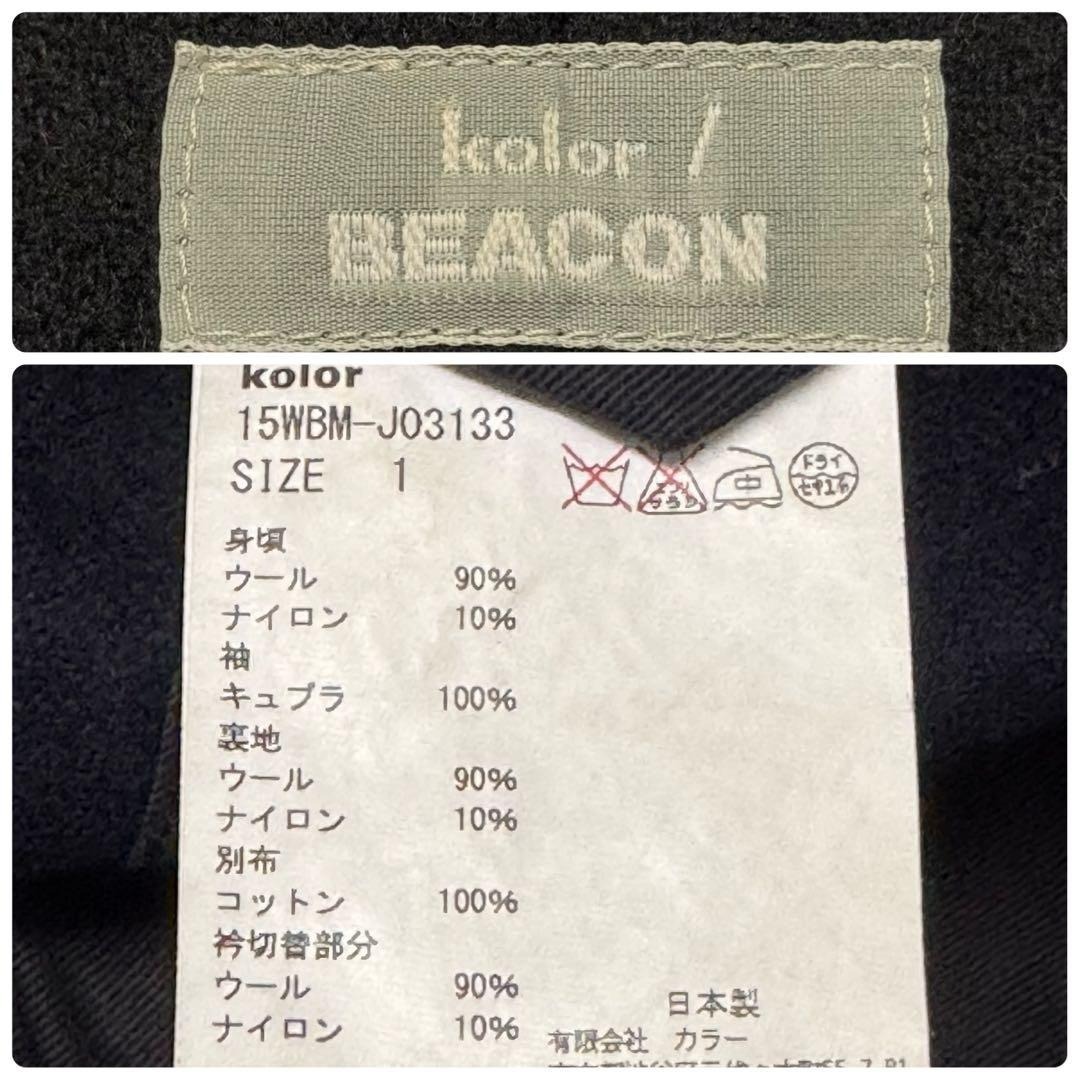 kolor /
BEACON
kolor
15WBM-J03133
SIZE 1
中
ドライ
身頃
ウール 90%
ナイロン 10%
袖
キュプラ 100%
裏地
ウール 90%
ナイロン 10%
別布
コットン 100%
衿切替部分
ウール 90%
ナイロン 10%
日本製
有限会社 カラー